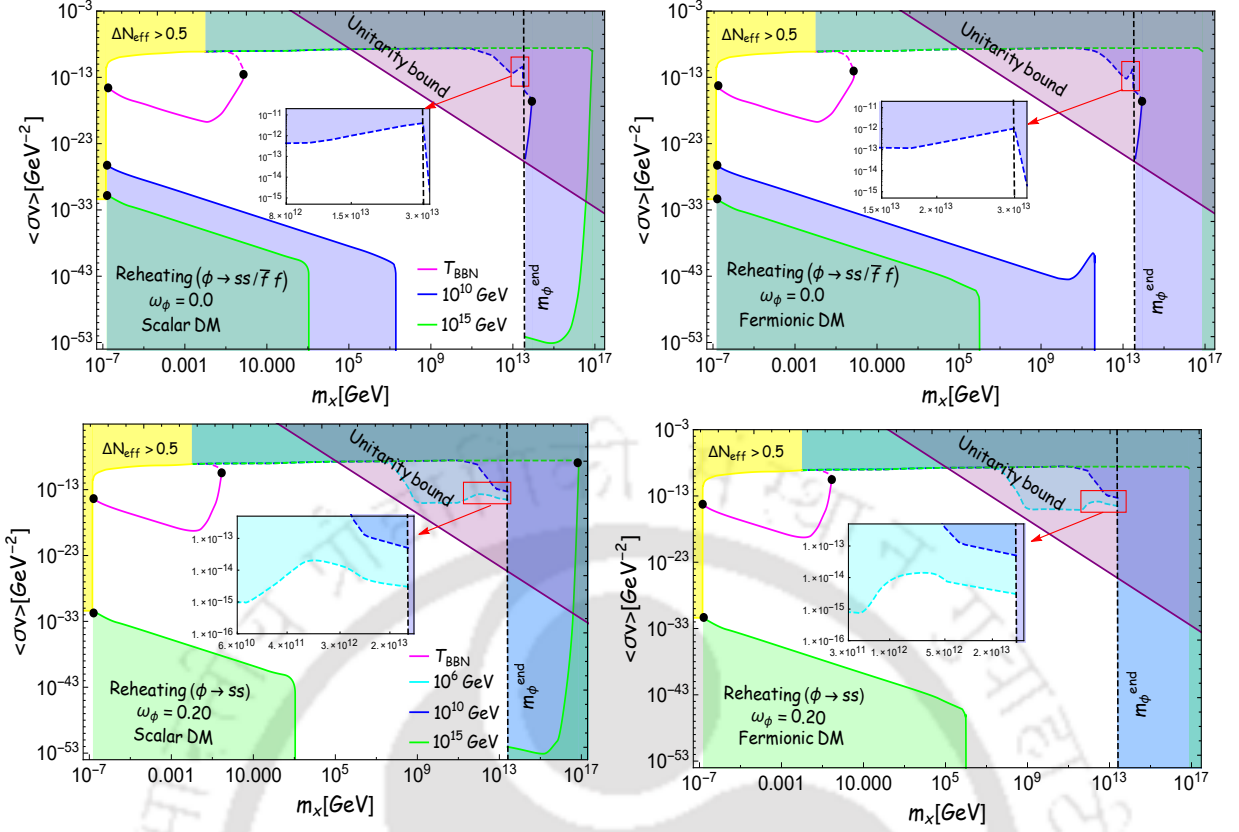 ΔN_eff > 0.5
Unitarity bound
10^-3
10^-13
10^-23
10^-33
10^-43
10^-53
<σv>[GeV^-2]
10^-11
10^-12
10^-13
10^-14
10^-15
8.×10^12
1.5×10^13
3.×10^13
Reheating (ϕ → ss/f̅ f)
ω_ϕ = 0.0
Scalar DM
T_BBN
10^10 GeV
10^15 GeV
m_ϕ^end
10^-7
0.001
10.000
10^5
10^9
10^13
10^17
m_x[GeV]
ΔN_eff > 0.5
Unitarity bound
10^-3
10^-13
10^-23
10^-33
10^-43
10^-53
<σv>[GeV^-2]
10^-11
10^-12
10^-13
10^-14
10^-15
1.5×10^13
2.×10^13
3.×10^13
Reheating (ϕ → ss/f̅ f)
ω_ϕ = 0.0
Fermionic DM
m_ϕ^end
10^-7
0.001
10.000
10^5
10^9
10^13
10^17
m_x[GeV]
ΔN_eff > 0.5
Unitarity bound
10^-3
10^-13
10^-23
10^-33
10^-43
10^-53
<σv>[GeV^-2]
1.×10^-13
1.×10^-14
1.×10^-15
1.×10^-16
6.×10^10
4.×10^11
3.×10^12
2.×10^13
Reheating (ϕ → ss)
ω_ϕ = 0.20
Scalar DM
T_BBN
10^6 GeV
10^10 GeV
10^15 GeV
m_ϕ^end
10^-7
0.001
10.000
10^5
10^9
10^13
10^17
m_x[GeV]
ΔN_eff > 0.5
Unitarity bound
10^-3
10^-13
10^-23
10^-33
10^-43
10^-53
<σv>[GeV^-2]
1.×10^-13
1.×10^-14
1.×10^-15
1.×10^-16
3.×10^11
1.×10^12
5.×10^12
2.×10^13
Reheating (ϕ → ss)
ω_ϕ = 0.20
Fermionic DM
m_ϕ^end
10^-7
0.001
10.000
10^5
10^9
10^13
10^17
m_x[GeV]